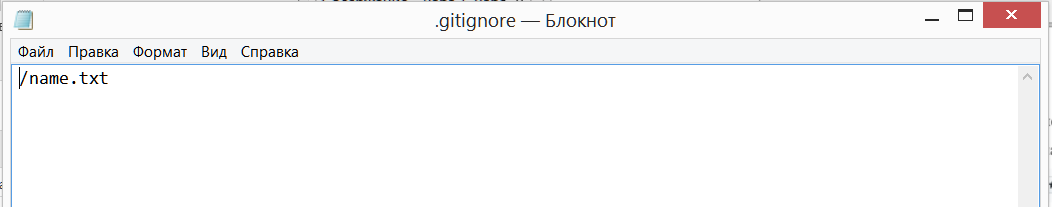 .gitignore — Блокнот
Файл Правка Формат Вид Справка
/name.txt